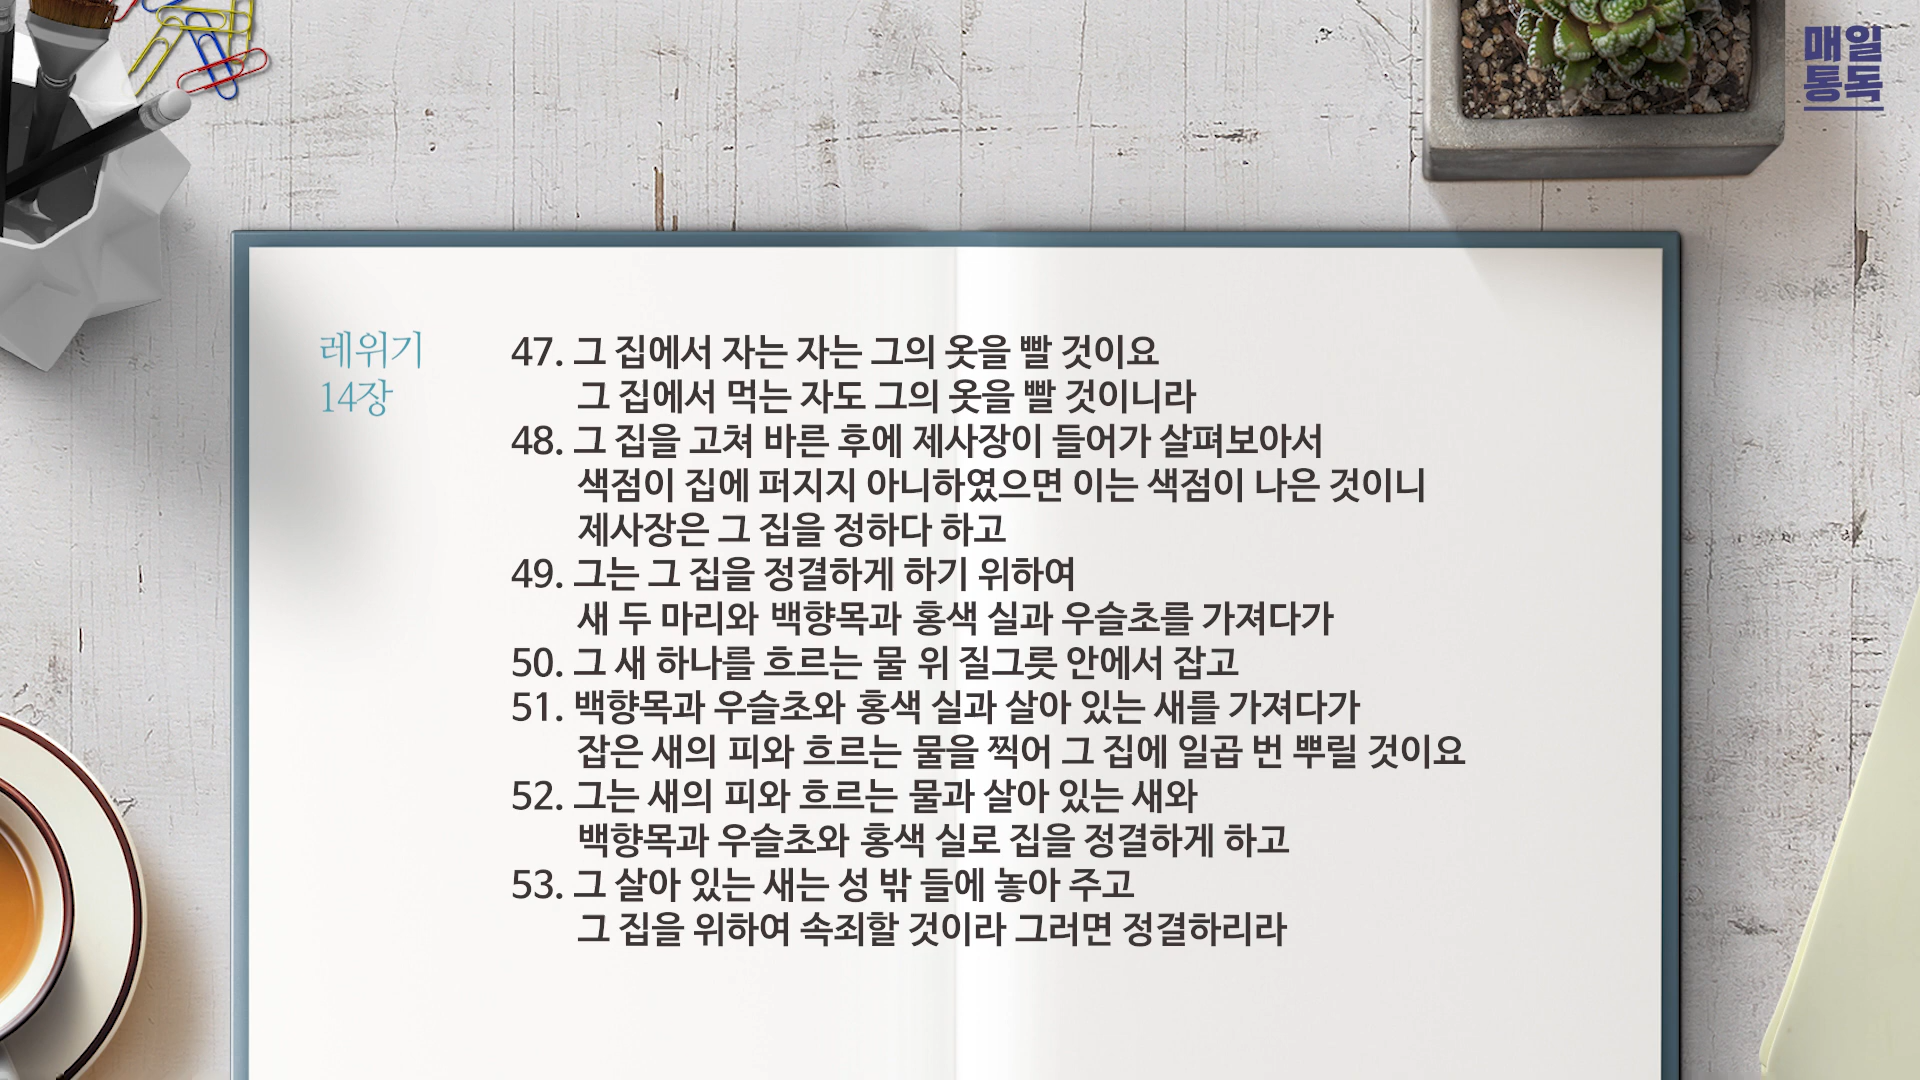 매일
통독
레위기
14장
47. 그 집에서 자는 자는 그의 옷을 빨 것이요
그 집에서 먹는 자도 그의 옷을 빨 것이니라
48. 그 집을 고쳐 바른 후에 제사장이 들어가 살펴보아서
색점이 집에 퍼지지 아니하였으면 이는 색점이 나은 것이니
제사장은 그 집을 정하다 하고
49. 그는 그 집을 정결하게 하기 위하여
새 두 마리와 백향목과 홍색 실과 우슬초를 가져다가
50. 그 새 하나를 흐르는 물 위 질그릇 안에서 잡고
51. 백향목과 우슬초와 홍색 실과 살아 있는 새를 가져다가
잡은 새의 피와 흐르는 물을 찍어 그 집에 일곱 번 뿌릴 것이요
52. 그는 새의 피와 흐르는 물과 살아 있는 새와
백향목과 우슬초와 홍색 실로 집을 정결하게 하고
53. 그 살아 있는 새는 성 밖 들에 놓아 주고
그 집을 위하여 속죄할 것이라 그러면 정결하리라